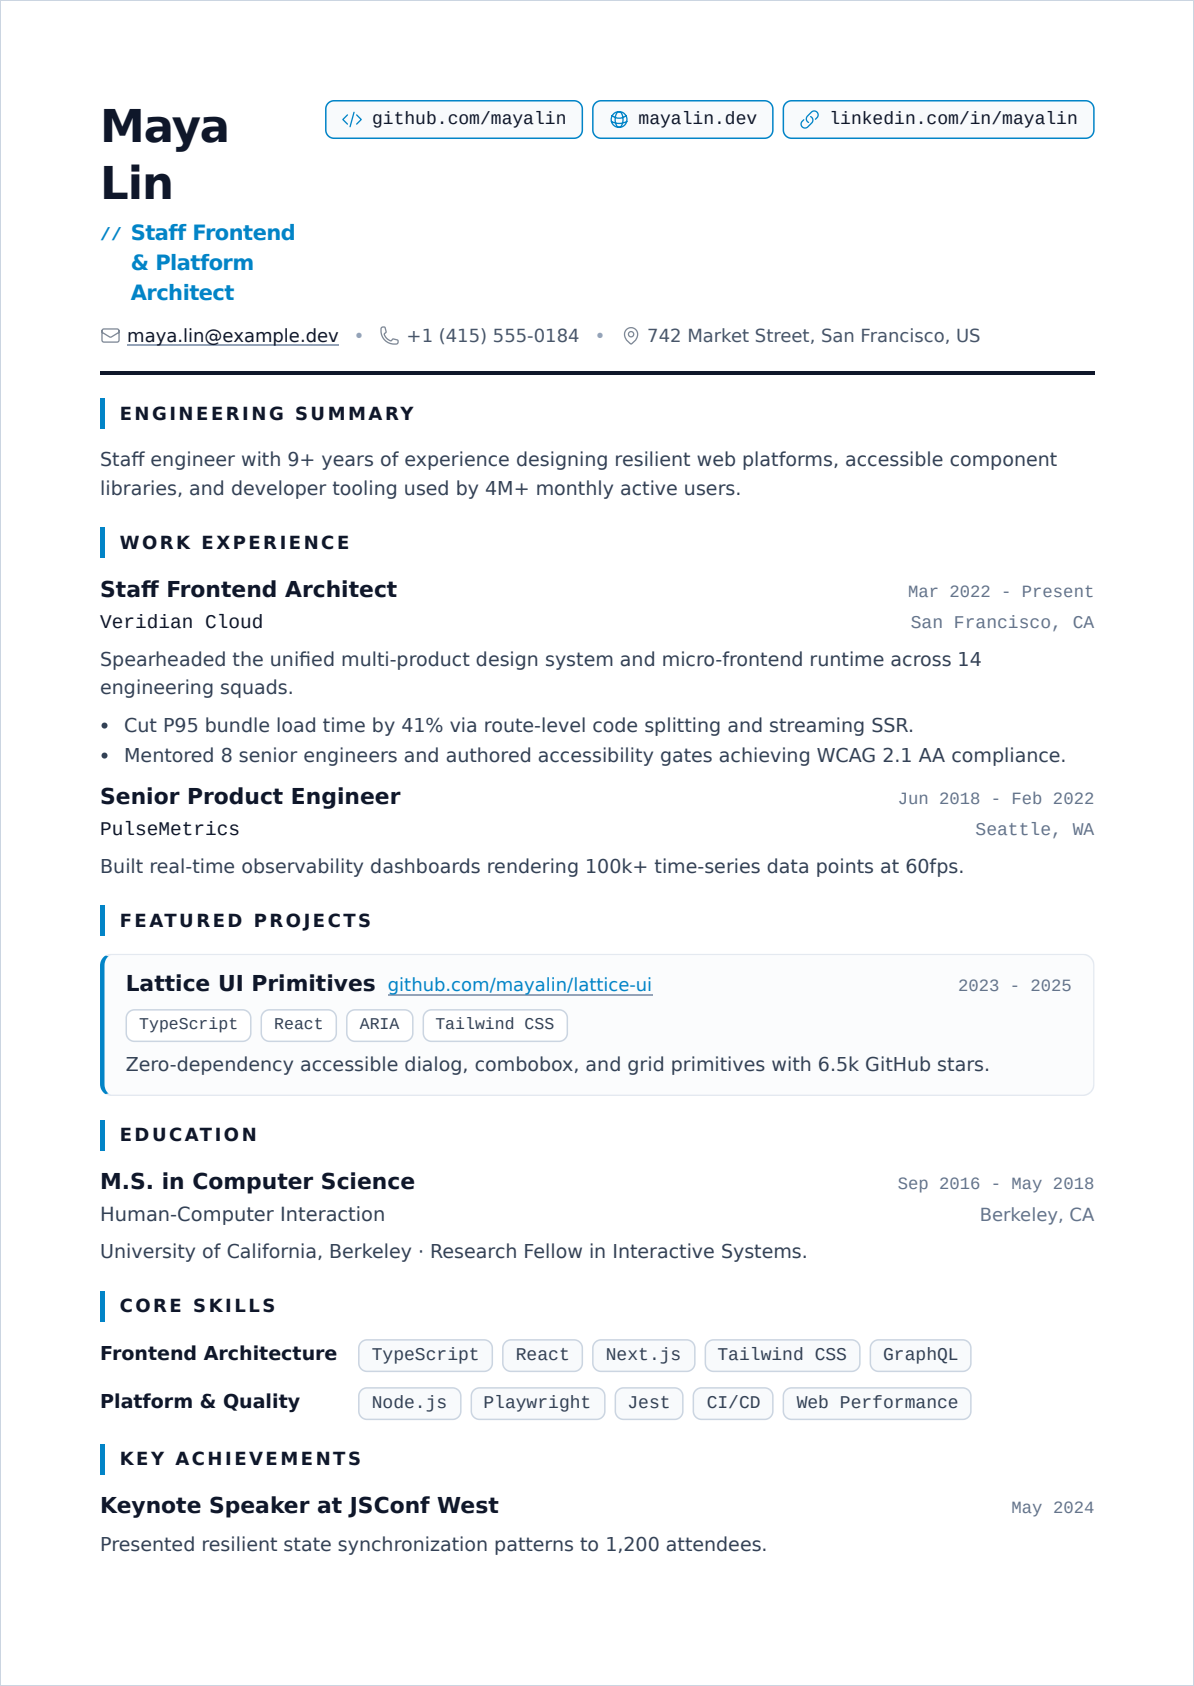 Maya
Lin
github.com/mayalin
mayalin.dev
linkedin.com/in/mayalin
// Staff Frontend
& Platform
Architect
maya.lin@example.dev • +1 (415) 555-0184 • 742 Market Street, San Francisco, US
ENGINEERING SUMMARY
Staff engineer with 9+ years of experience designing resilient web platforms, accessible component
libraries, and developer tooling used by 4M+ monthly active users.
WORK EXPERIENCE
Staff Frontend Architect Mar 2022 - Present
Veridian Cloud San Francisco, CA
Spearheaded the unified multi-product design system and micro-frontend runtime across 14
engineering squads.
• Cut P95 bundle load time by 41% via route-level code splitting and streaming SSR.
• Mentored 8 senior engineers and authored accessibility gates achieving WCAG 2.1 AA compliance.
Senior Product Engineer Jun 2018 - Feb 2022
PulseMetrics Seattle, WA
Built real-time observability dashboards rendering 100k+ time-series data points at 60fps.
FEATURED PROJECTS
Lattice UI Primitives github.com/mayalin/lattice-ui 2023 - 2025
TypeScript React ARIA Tailwind CSS
Zero-dependency accessible dialog, combobox, and grid primitives with 6.5k GitHub stars.
EDUCATION
M.S. in Computer Science Sep 2016 - May 2018
Human-Computer Interaction Berkeley, CA
University of California, Berkeley · Research Fellow in Interactive Systems.
CORE SKILLS
Frontend Architecture TypeScript React Next.js Tailwind CSS GraphQL
Platform & Quality Node.js Playwright Jest CI/CD Web Performance
KEY ACHIEVEMENTS
Keynote Speaker at JSConf West May 2024
Presented resilient state synchronization patterns to 1,200 attendees.